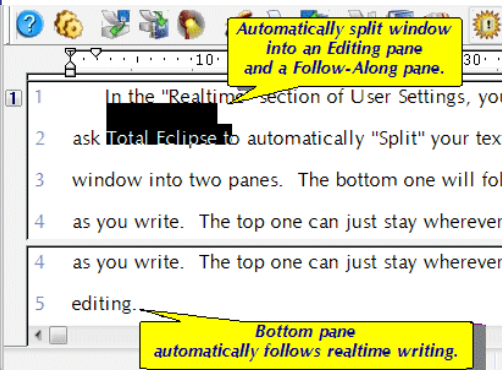 Automatically split window
into an Editing pane
and a Follow-Along pane.
10
30
1
1 In the "Realtime" section of User Settings, you
2 ask Total Eclipse to automatically "Split" your tex
3 window into two panes. The bottom one will fol
4 as you write. The top one can just stay wherever
4 as you write. The top one can just stay wherever
5 editing.
Bottom pane
automatically follows realtime writing.